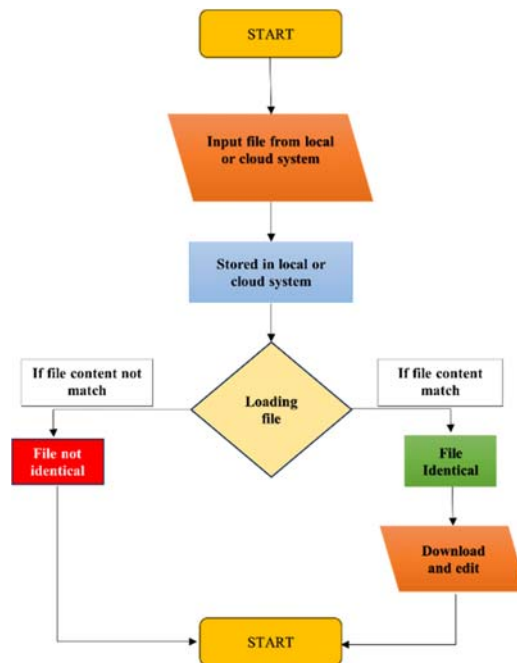 START
Input file from local
or cloud system
Stored in local or
cloud system
If file content not
match
If file content
match
Loading
file
File not
identical
File
Identical
Download
and edit
START